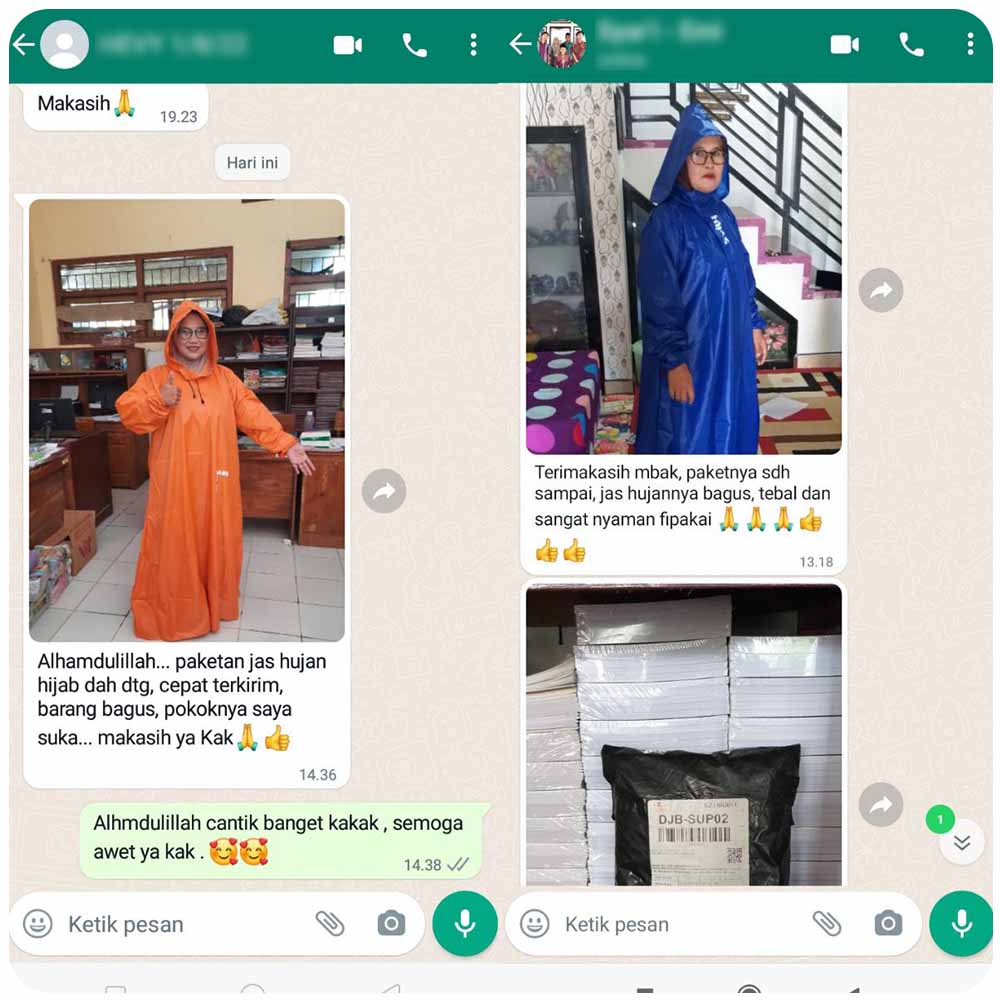 Makasih🙏
19.23
Hari ini
Alhamdulillah... paketan jas hujan
hijab dah dtg, cepat terkirim,
barang bagus, pokoknya saya
suka... makasih ya Kak🙏👍
14.36
Alhmdulillah cantik banget kakak , semoga
awet ya kak . 🥰🥰
14.38
Ketik pesan
Terimakasih mbak, paketnya sdh
sampai, jas hujannya bagus, tebal dan
sangat nyaman fipakai 🙏🙏🙏👍
👍👍
13.18
DJB-SUP02
1
Ketik pesan